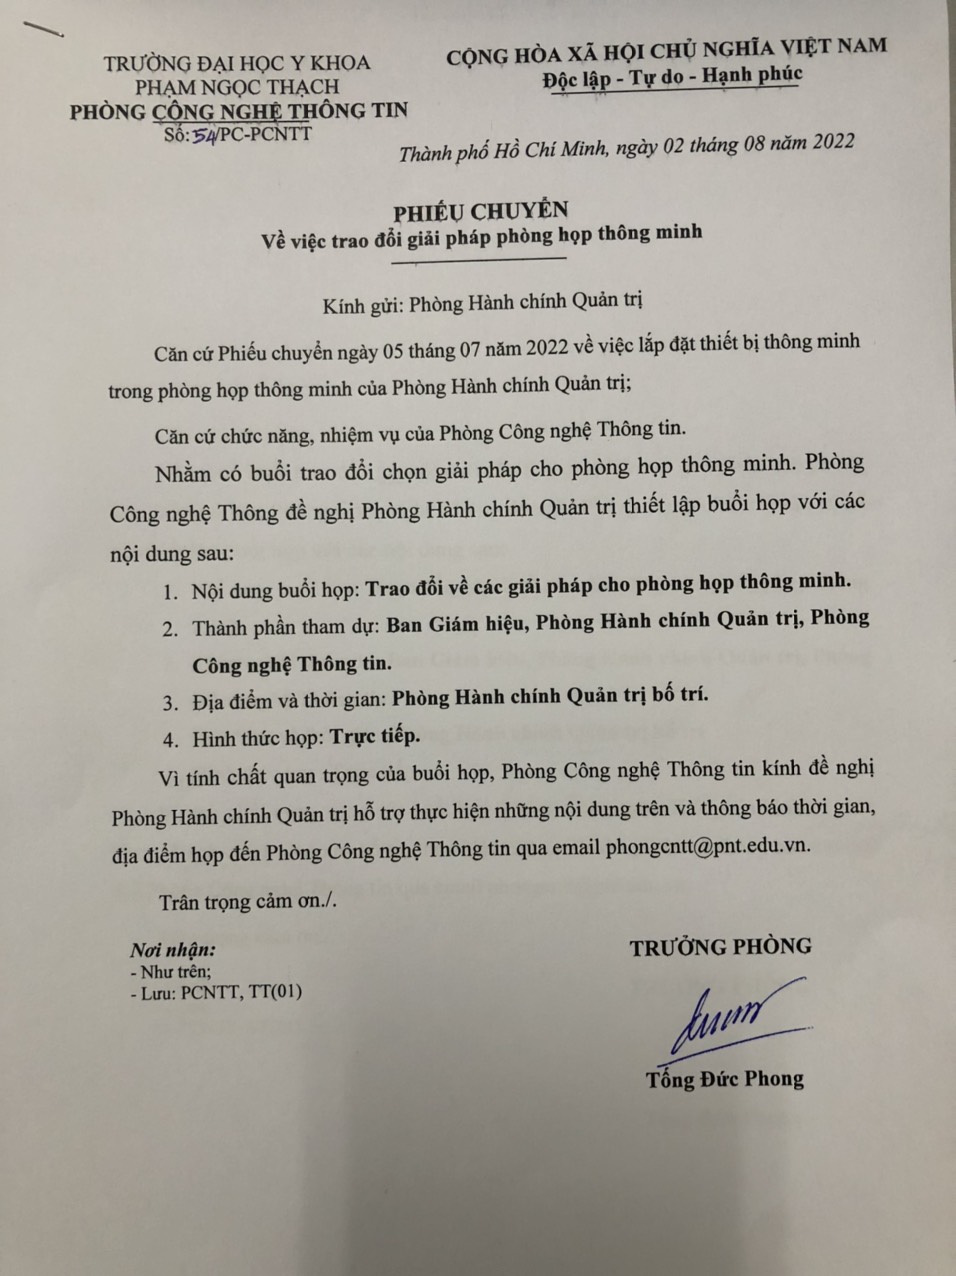 TRƯỜNG ĐẠI HỌC Y KHOA
PHẠM NGỌC THẠCH
PHÒNG CÔNG NGHỆ THÔNG TIN
Số:54/PC-PCNTT
CỘNG HÒA XÃ HỘI CHỦ NGHĨA VIỆT NAM
Độc lập - Tự do - Hạnh phúc
Thành phố Hồ Chí Minh, ngày 02 tháng 08 năm 2022
PHIẾU CHUYỂN
Về việc trao đổi giải pháp phòng họp thông minh
Kính gửi: Phòng Hành chính Quản trị
Căn cứ Phiếu chuyển ngày 05 tháng 07 năm 2022 về việc lắp đặt thiết bị thông minh
trong phòng họp thông minh của Phòng Hành chính Quản trị;
Căn cứ chức năng, nhiệm vụ của Phòng Công nghệ Thông tin.
Nhằm có buổi trao đổi chọn giải pháp cho phòng họp thông minh. Phòng
Công nghệ Thông đề nghị Phòng Hành chính Quản trị thiết lập buổi họp với các
nội dung sau:
1. Nội dung buổi họp: Trao đổi về các giải pháp cho phòng họp thông minh.
2. Thành phần tham dự: Ban Giám hiệu, Phòng Hành chính Quản trị, Phòng
Công nghệ Thông tin.
3. Địa điểm và thời gian: Phòng Hành chính Quản trị bố trí.
4. Hình thức họp: Trực tiếp.
Vì tính chất quan trọng của buổi họp, Phòng Công nghệ Thông tin kính đề nghị
Phòng Hành chính Quản trị hỗ trợ thực hiện những nội dung trên và thông báo thời gian,
địa điểm họp đến Phòng Công nghệ Thông tin qua email phongcntt@pnt.edu.vn.
Trân trọng cảm ơn./.
Nơi nhận:
- Như trên;
- Lưu: PCNTT, TT(01)
TRƯỞNG PHÒNG
Tống Đức Phong